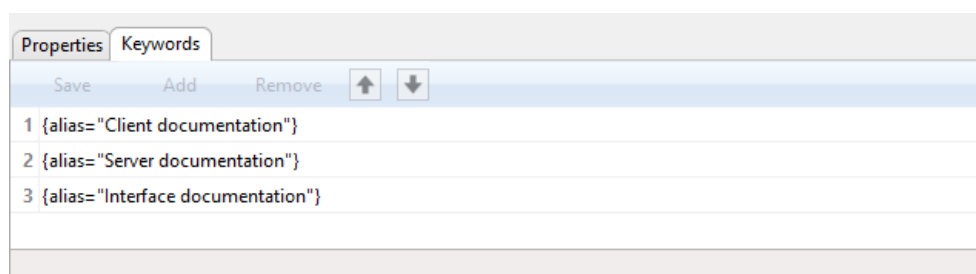 Properties Keywords
Save Add Remove
1 {alias="Client documentation"}
2 {alias="Server documentation"}
3 {alias="Interface documentation"}